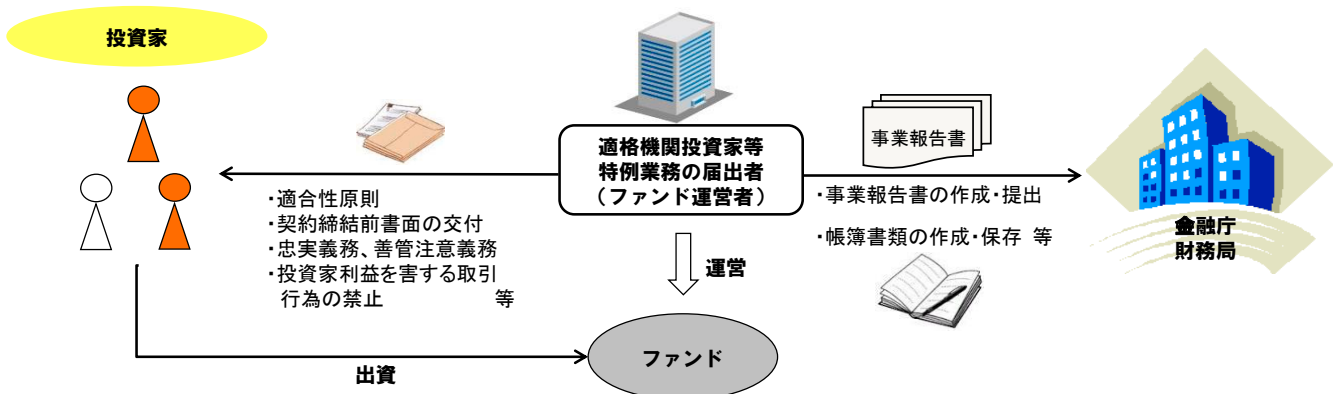 投資家
適格機関投資家等
特例業務の届出者
（ファンド運営者）
・適合性原則
・契約締結前書面の交付
・忠実義務、善管注意義務
・投資家利益を害する取引
行為の禁止 等
事業報告書
・事業報告書の作成・提出
・帳簿書類の作成・保存 等
金融庁
財務局
運営
ファンド
出資